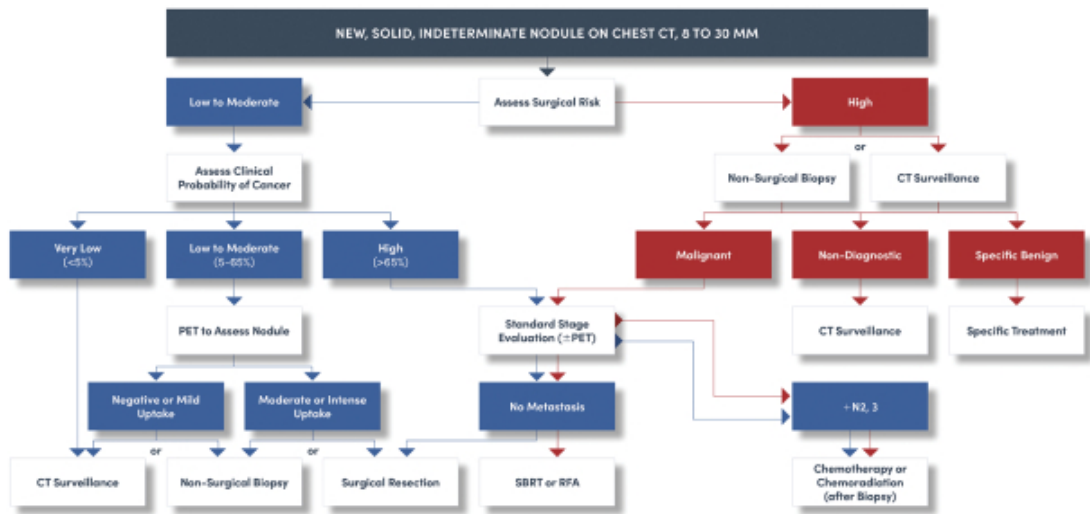 NEW, SOLID, INDETERMINATE NODULE ON CHEST CT, 8 TO 30 MM
Low to Moderate
Assess Surgical Risk
High
or
Assess Clinical
Probability of Cancer
Non-Surgical Biopsy
CT Surveillance
Very Low
(<5%)
Low to Moderate
(5-65%)
High
(>65%)
Malignant
Non-Diagnostic
Specific Benign
PET to Assess Nodule
Standard Stage
Evaluation (±PET)
CT Surveillance
Specific Treatment
Negative or Mild
Uptake
Moderate or Intense
Uptake
No Metastasis
+N2, 3
or
or
CT Surveillance
Non-Surgical Biopsy
Surgical Resection
SBRT or RFA
Chemotherapy or
Chemoradiation
(after Biopsy)